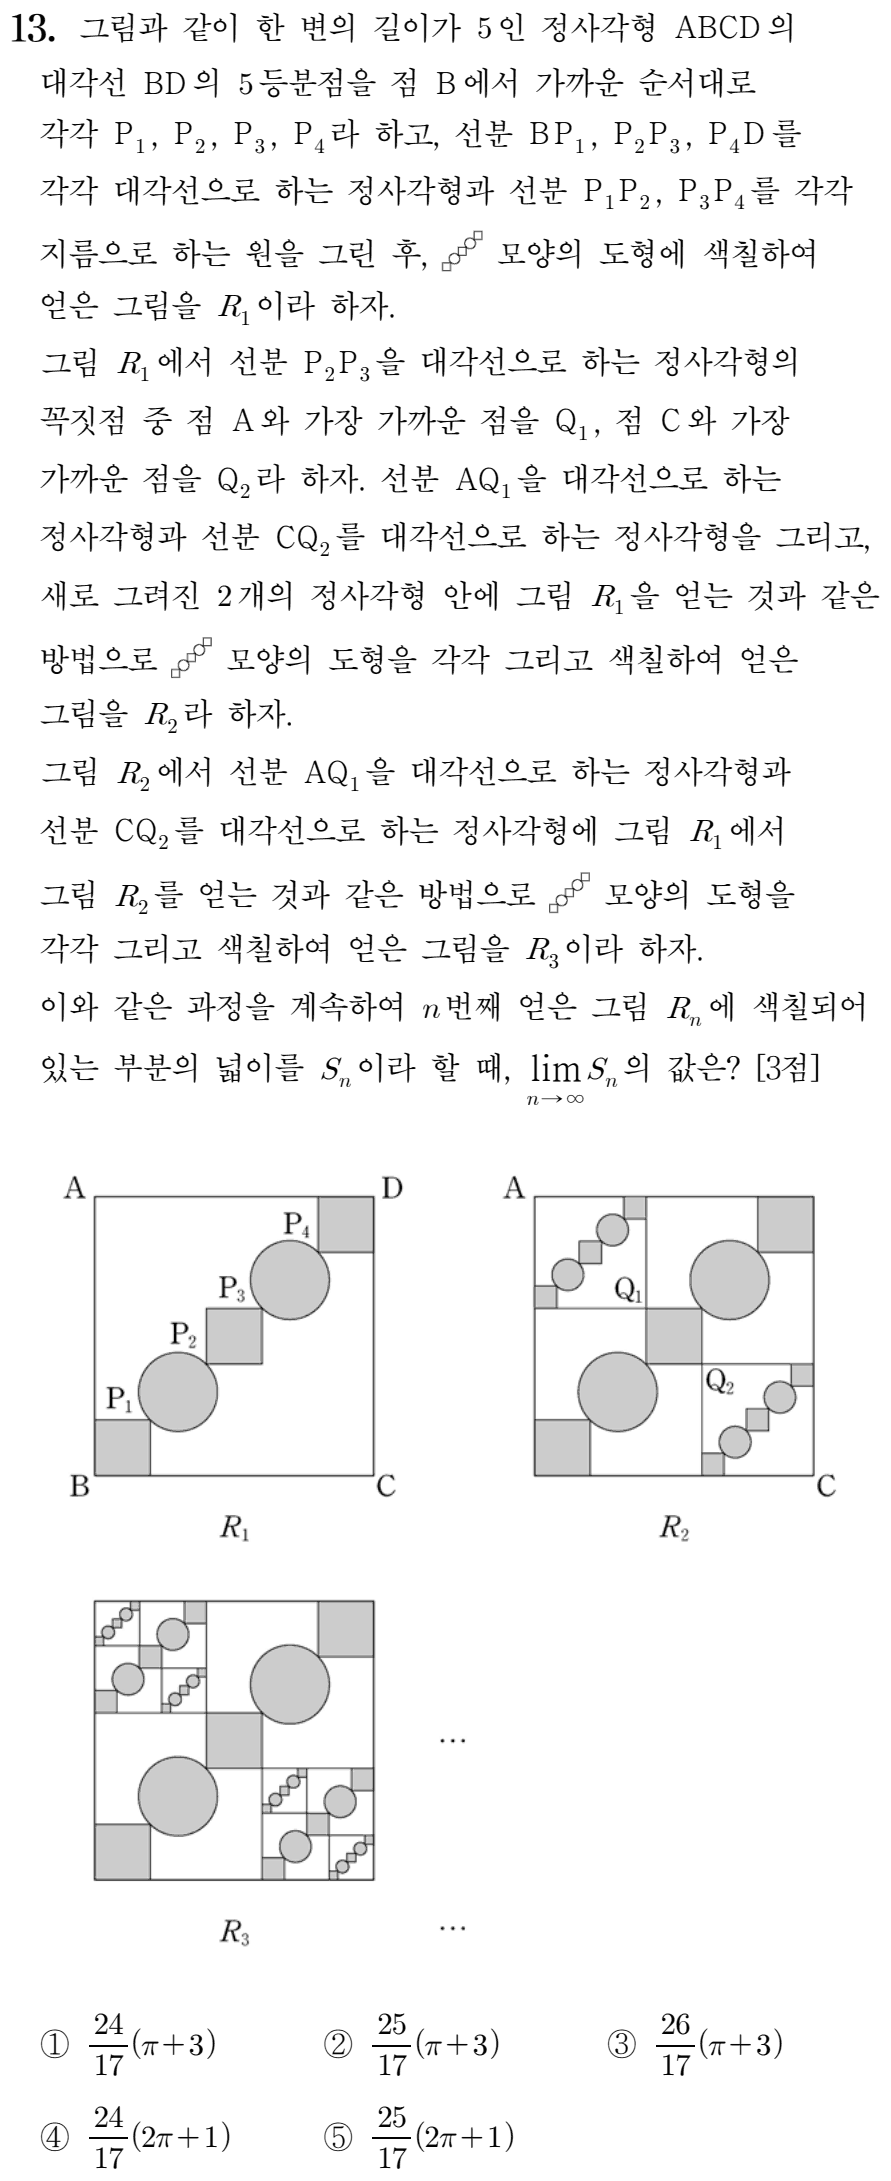 13. 그림과 같이 한 변의 길이가 5인 정사각형 ABCD의
대각선 BD의 5등분점을 점 B에서 가까운 순서대로
각각 P₁, P₂, P₃, P₄라 하고, 선분 BP₁, P₂P₃, P₄D를
각각 대각선으로 하는 정사각형과 선분 P₁P₂, P₃P₄를 각각
지름으로 하는 원을 그린 후, 모양의 도형에 색칠하여
얻은 그림을 R₁이라 하자.
그림 R₁에서 선분 P₂P₃을 대각선으로 하는 정사각형의
꼭짓점 중 점 A와 가장 가까운 점을 Q₁, 점 C와 가장
가까운 점을 Q₂라 하자. 선분 AQ₁을 대각선으로 하는
정사각형과 선분 CQ₂를 대각선으로 하는 정사각형을 그리고,
새로 그려진 2개의 정사각형 안에 그림 R₁을 얻는 것과 같은
방법으로 모양의 도형을 각각 그리고 색칠하여 얻은
그림을 R₂라 하자.
그림 R₂에서 선분 AQ₁을 대각선으로 하는 정사각형과
선분 CQ₂를 대각선으로 하는 정사각형에 그림 R₁에서
그림 R₂를 얻는 것과 같은 방법으로 모양의 도형을
각각 그리고 색칠하여 얻은 그림을 R₃이라 하자.
이와 같은 과정을 계속하여 n번째 얻은 그림 Rₙ에 색칠되어
있는 부분의 넓이를 Sₙ이라 할 때, lim Sₙ의 값은? [3점]
n→∞
A D A
P₄
P₃ Q₁
P₂
P₁ Q₂
B C C
R₁ R₂
…
R₃ …
① 24/17(π+3) ② 25/17(π+3) ③ 26/17(π+3)
④ 24/17(2π+1) ⑤ 25/17(2π+1)